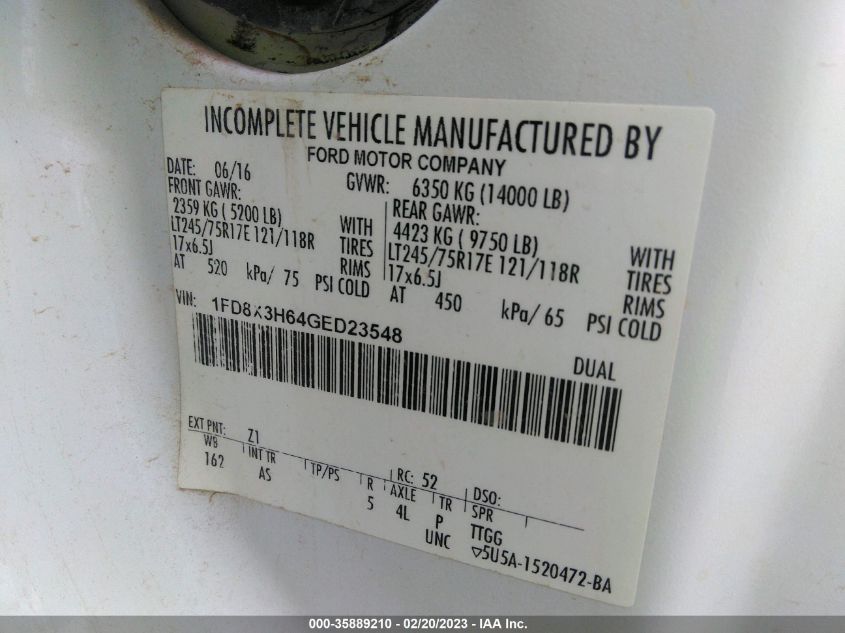 INCOMPLETE VEHICLE MANUFACTURED BY
FORD MOTOR COMPANY
DATE: 06/16 GVWR: 6350 KG (14000 LB)
FRONT GAWR: REAR GAWR:
2359 KG ( 5200 LB) WITH 4423 KG ( 9750 LB) WITH
LT245/75R17E 121/118R TIRES LT245/75R17E 121/118R TIRES
17x6.5J RIMS 17x6.5J RIMS
AT 520 kPa/ 75 PSI COLD AT 450 kPa/ 65 PSI COLD
VIN: 1FD8X3H64GED23548
DUAL
EXT PNT: Z1 RC: 52 DSO:
WB INT TR TP/PS R AXLE TR SPR
162 AS 5 4L P TTGG
UNC ▽5U5A-1520472-BA
000-35889210 - 02/20/2023 - IAA Inc.